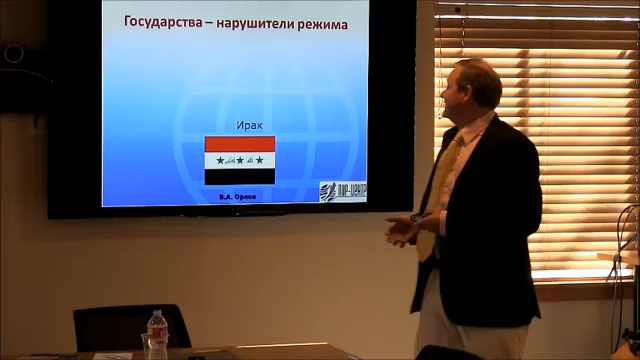 Государства – нарушители режима
Ирак
В.А. Орлов
ПИР-ЦЕНТР